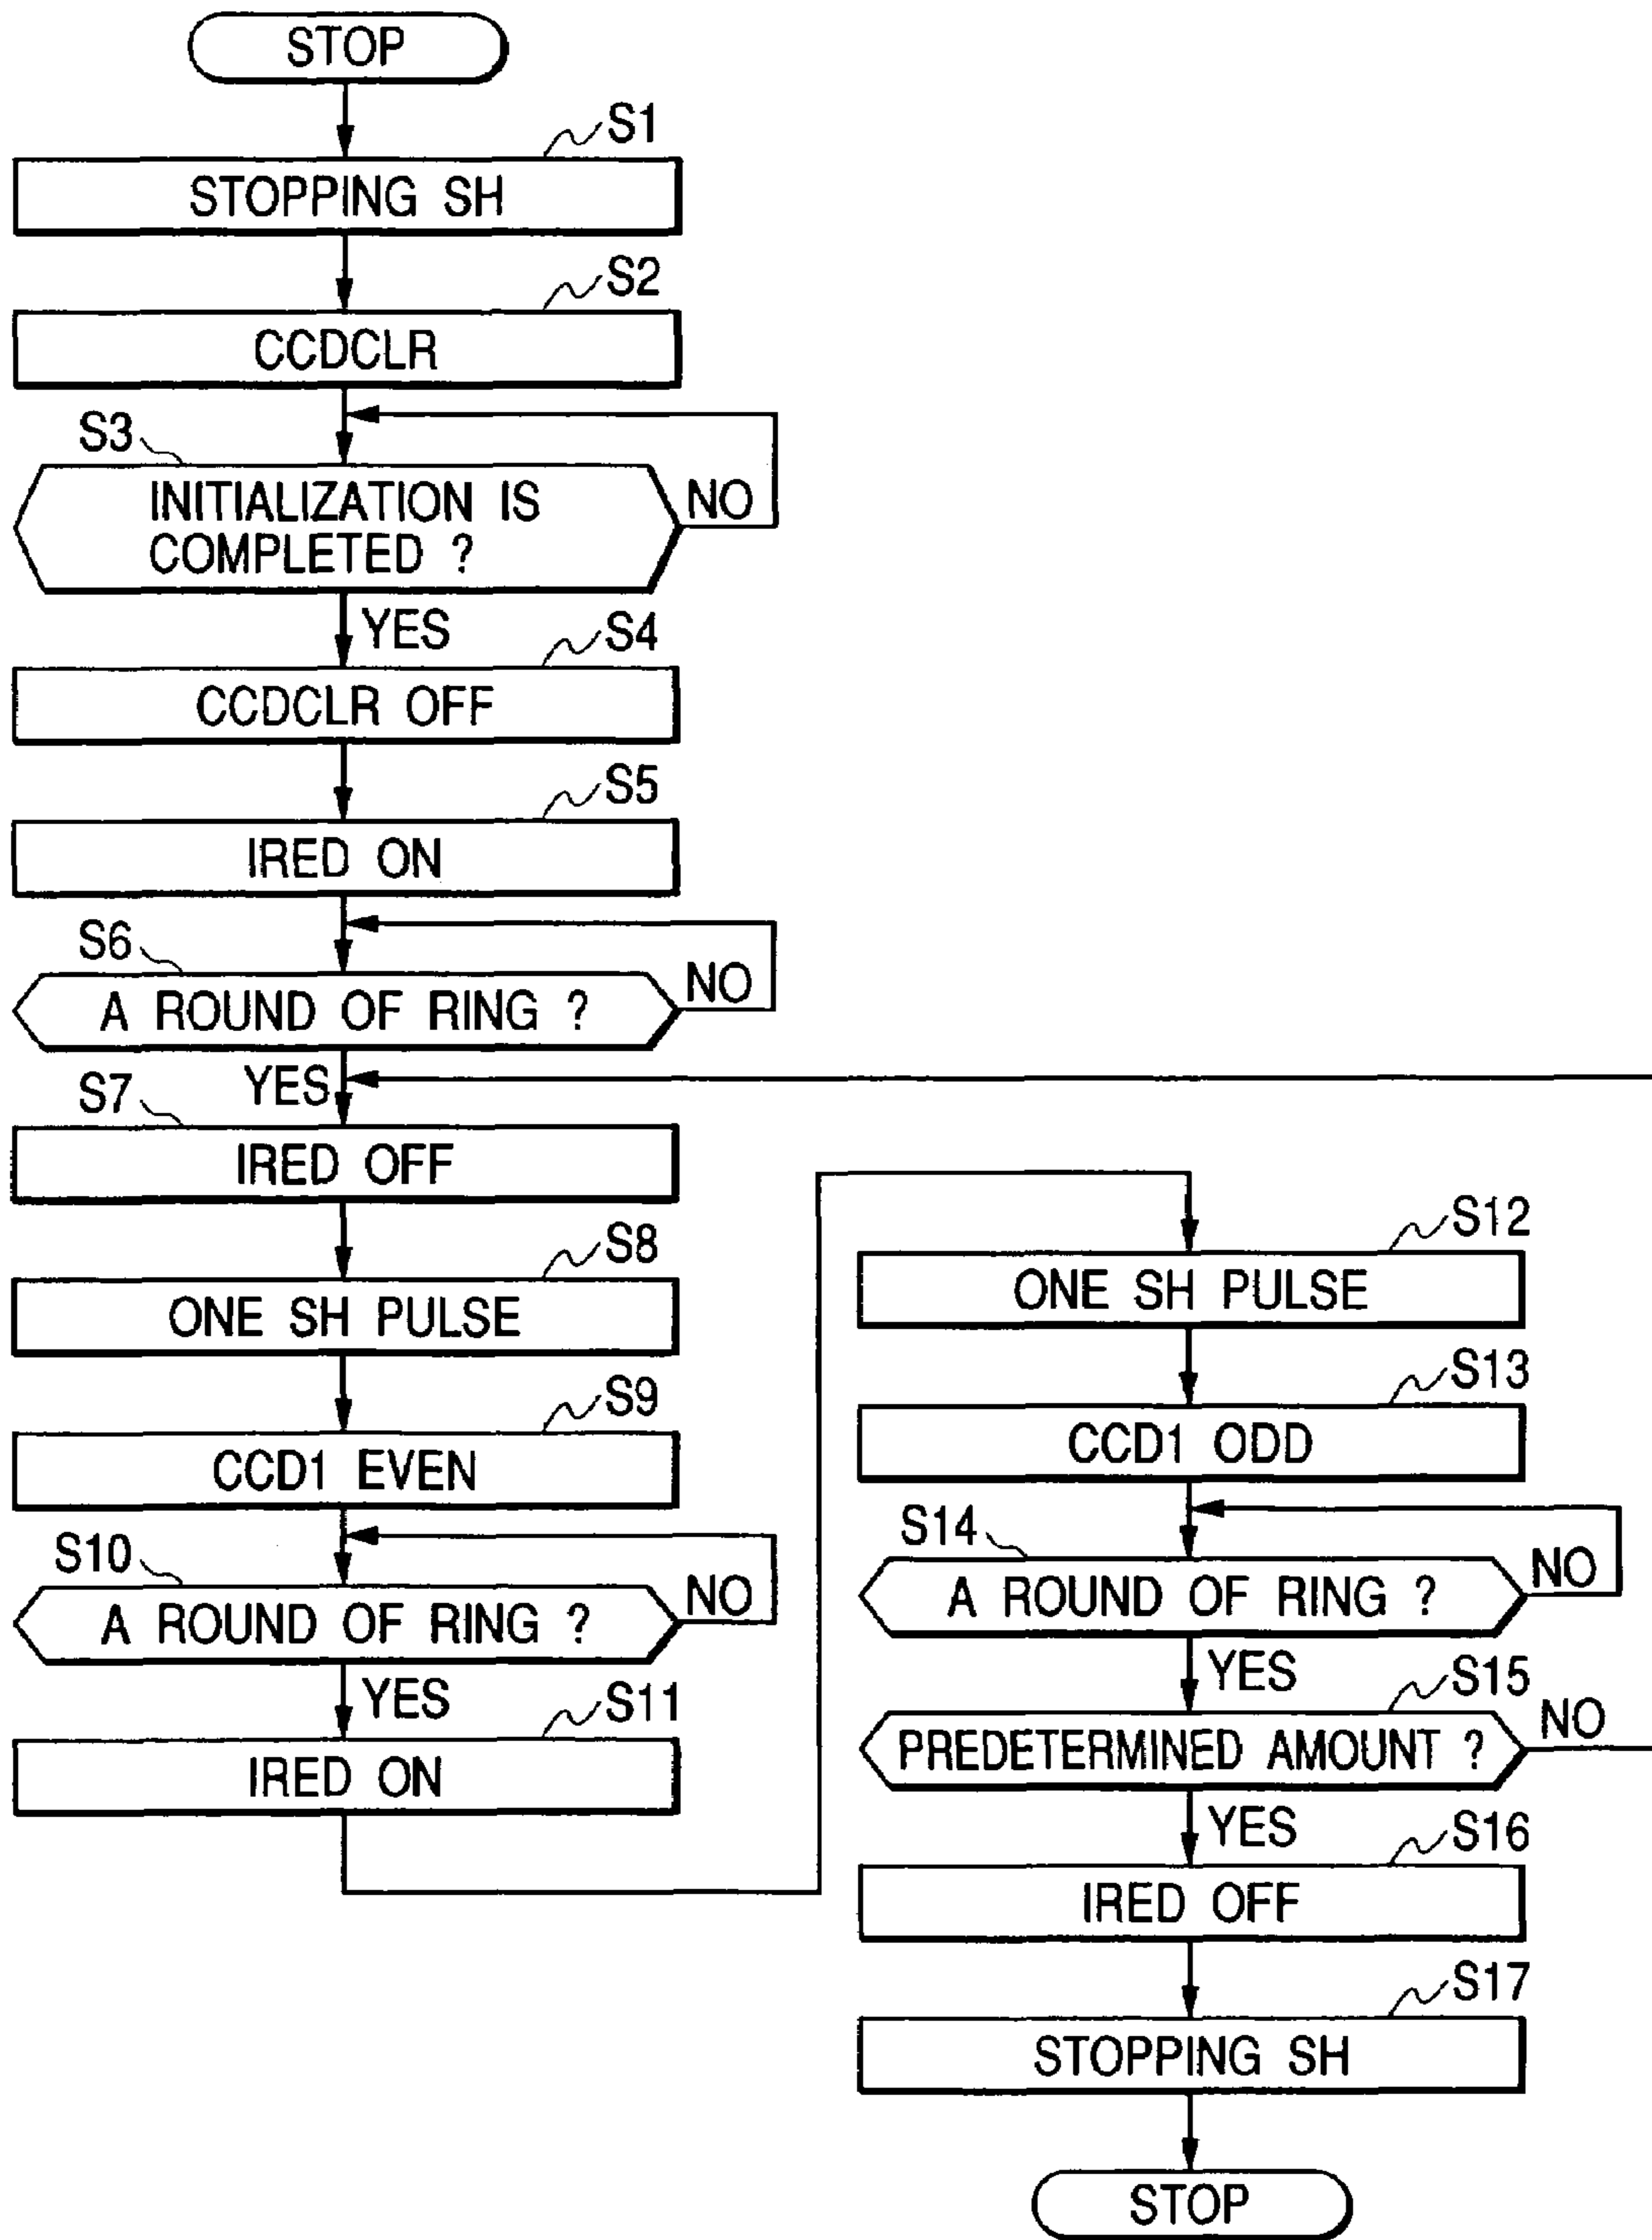 STOP
S1
STOPPING SH
S2
CCDCLR
S3
INITIALIZATION IS
COMPLETED ?
NO
YES
S4
CCDCLR OFF
S5
IRED ON
S6
A ROUND OF RING ?
NO
YES
S7
IRED OFF
S8
ONE SH PULSE
S9
CCD1 EVEN
S10
A ROUND OF RING ?
NO
YES
S11
IRED ON
S12
ONE SH PULSE
S13
CCD1 ODD
S14
A ROUND OF RING ?
NO
YES
S15
PREDETERMINED AMOUNT ?
NO
YES
S16
IRED OFF
S17
STOPPING SH
STOP